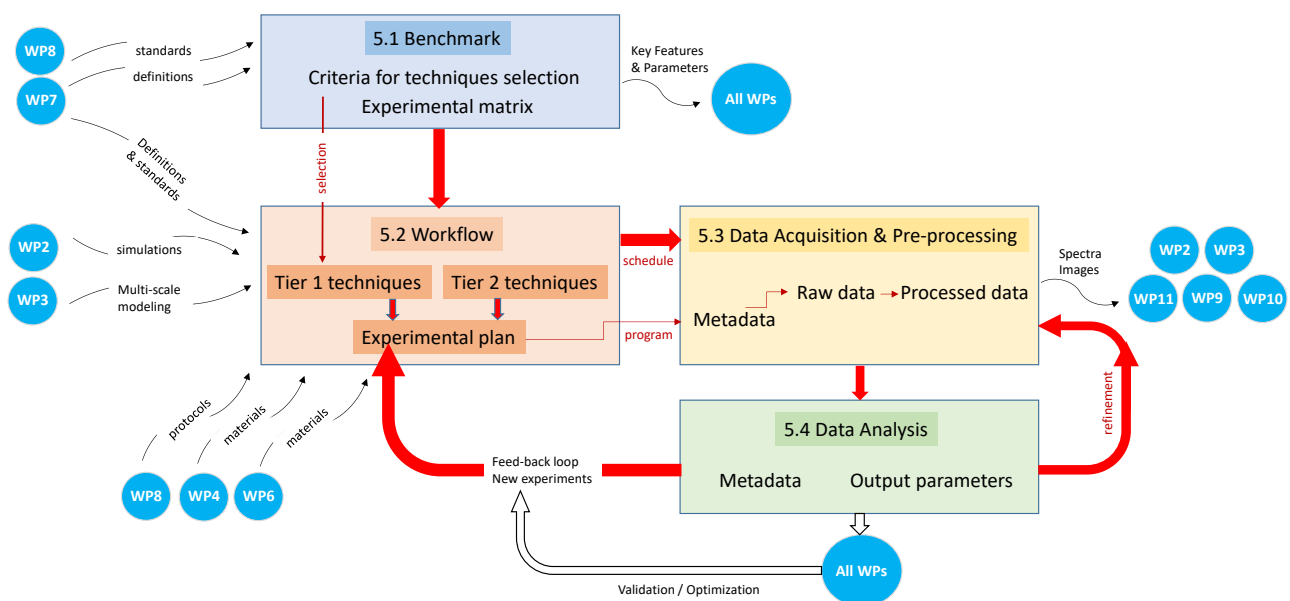 WP8
standards
WP7
definitions
5.1 Benchmark
Criteria for techniques selection
Experimental matrix
Key Features
& Parameters
All WPs
Definitions
& standards
selection
WP2
simulations
WP3
Multi-scale
modeling
5.2 Workflow
Tier 1 techniques
Tier 2 techniques
Experimental plan
schedule
program
5.3 Data Acquisition & Pre-processing
Raw data
Processed data
Metadata
Spectra
Images
WP2
WP3
WP11
WP9
WP10
protocols
materials
materials
WP8
WP4
WP6
refinement
5.4 Data Analysis
Metadata
Output parameters
Feed-back loop
New experiments
All WPs
Validation / Optimization